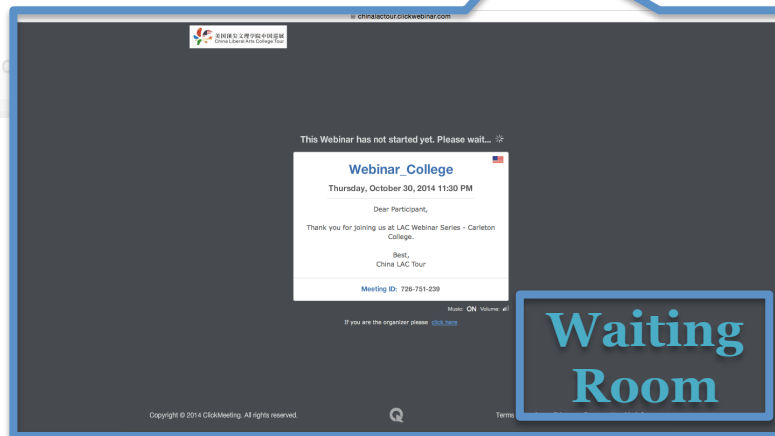 chinalactour.clickwebinar.com
美国顶尖文理学院中国巡展
China Liberal Arts College Tour
This Webinar has not started yet. Please wait...
Webinar_College
Thursday, October 30, 2014 11:30 PM
Dear Participant,
Thank you for joining us at LAC Webinar Series - Carleton
College.
Best,
China LAC Tour
Meeting ID: 726-751-239
Music: ON Volume:
If you are the organizer please click here
Waiting
Room
Copyright © 2014 ClickMeeting. All rights reserved.
Terms